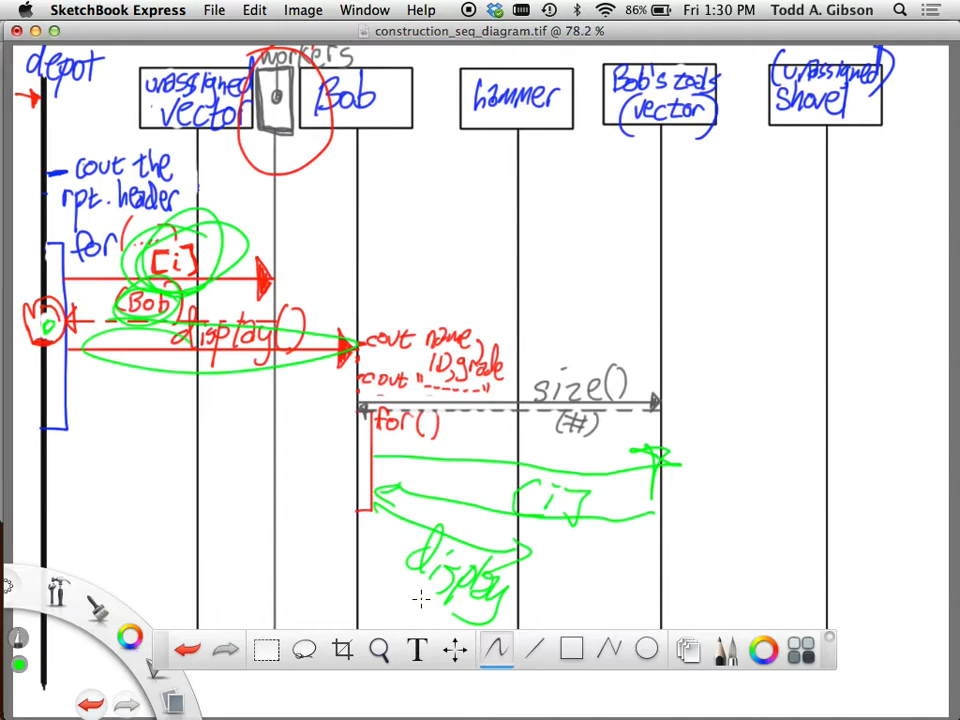 SketchBook Express File Edit Image Window Help 86% Fri 1:30 PM Todd A. Gibson
construction_seq_diagram.tif @ 78.2 %
depot
workers
unassigned
vector
Bob
hammer
Bob's tools
(vector)
(unassigned)
shovel
- cout the
rpt. header
for (....)
[i]
(Bob)
display()
cout name,
ID, grade
cout "------"
size()
(#)
for()
[i]
display
T